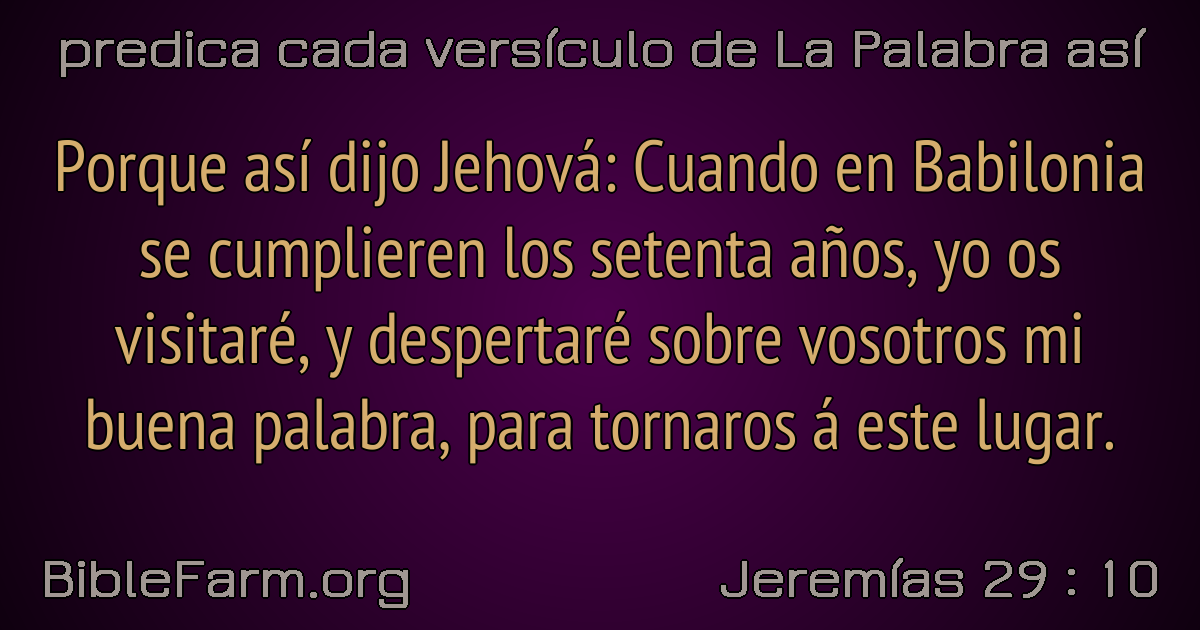 predica cada versículo de La Palabra así
Porque así dijo Jehová: Cuando en Babilonia
se cumplieren los setenta años, yo os
visitaré, y despertaré sobre vosotros mi
buena palabra, para tornaros á este lugar.
BibleFarm.org
Jeremías 29 : 10